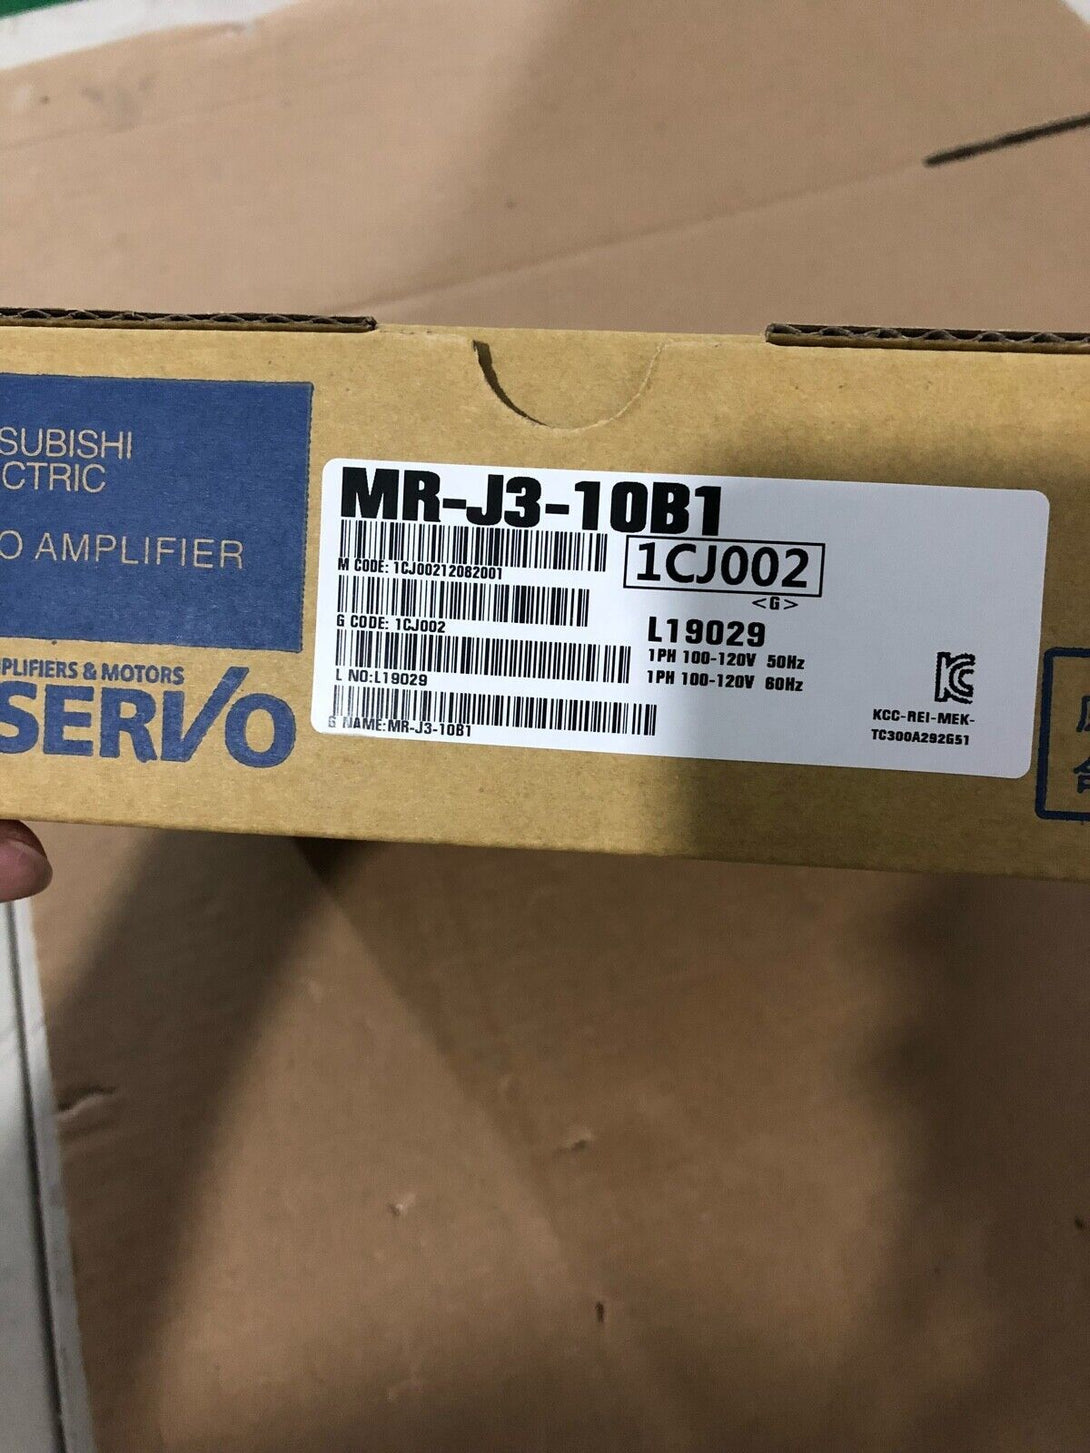 SUBISHI
CTRIC
O AMPLIFIER
PLIFIERS & MOTORS
SERVO
MR-J3-10B1
M CODE: 1CJ00212082001
1CJ002
<G>
G CODE: 1CJ002
L19029
1PH 100-120V 50Hz
1PH 100-120V 60Hz
L NO:L19029
G NAME:MR-J3-10B1
KCC-REI-MEK-
TC300A292G51